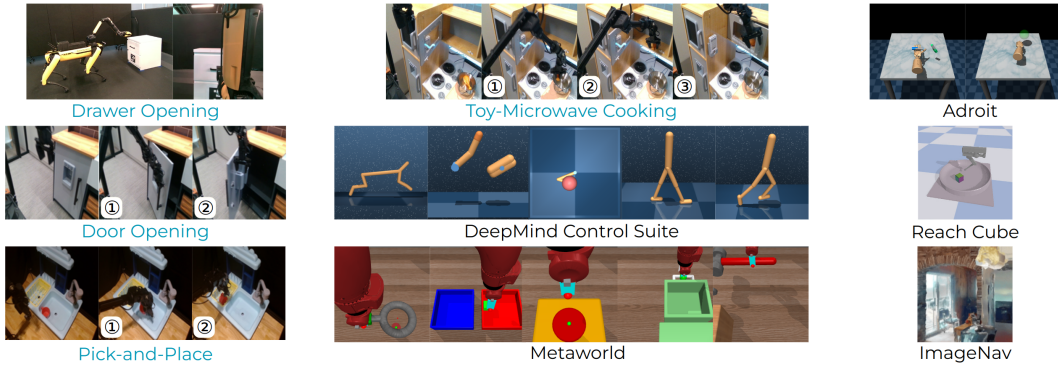 ① ② ③
Drawer Opening
Toy-Microwave Cooking
Adroit
① ②
Door Opening
DeepMind Control Suite
Reach Cube
① ②
Pick-and-Place
Metaworld
ImageNav